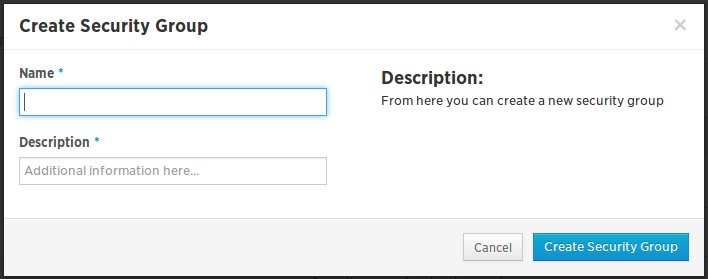 Create Security Group ×
Name *
Description:
From here you can create a new security group
Description *
Additional information here...
Cancel
Create Security Group